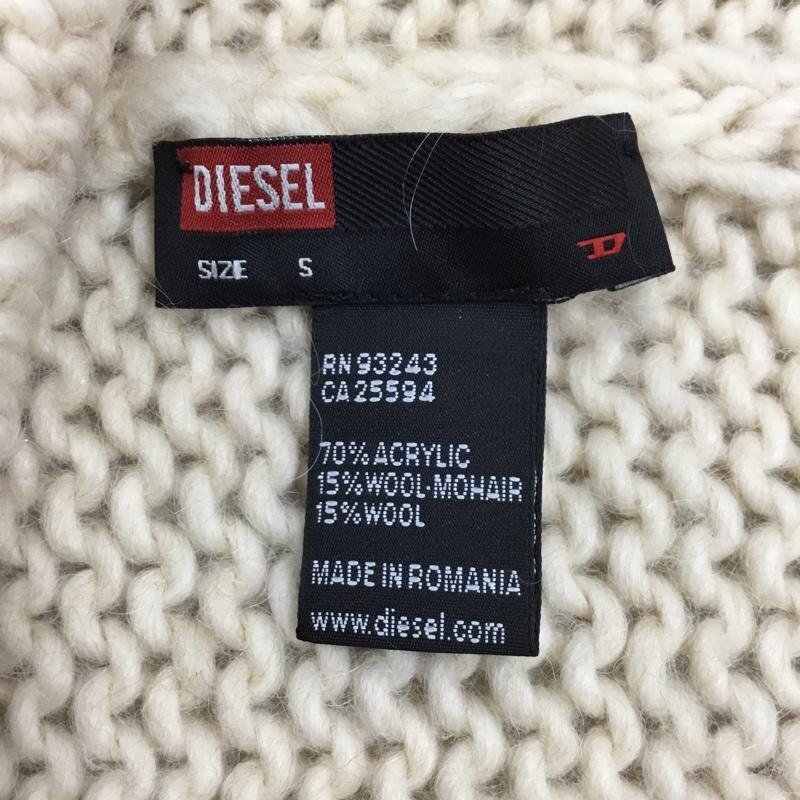 DIESEL
SIZE S
D
RN 93243
CA 25594
70% ACRYLIC
15% WOOL-MOHAIR
15% WOOL
MADE IN ROMANIA
www.diesel.com